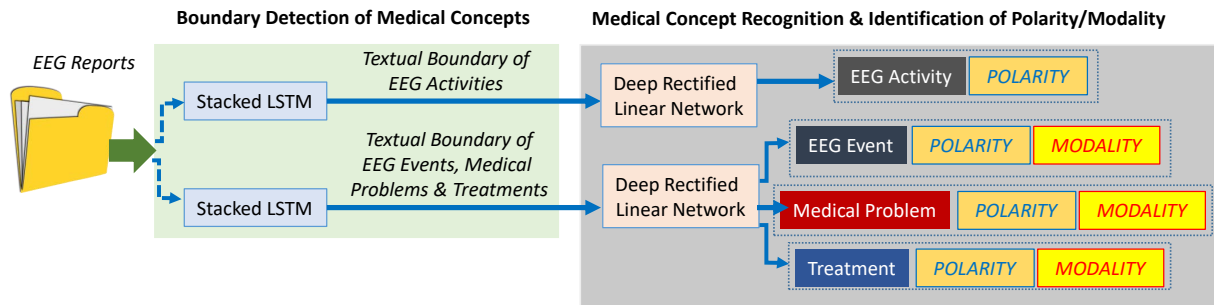 Boundary Detection of Medical Concepts
Medical Concept Recognition & Identification of Polarity/Modality
EEG Reports
Stacked LSTM
Textual Boundary of
EEG Activities
Deep Rectified
Linear Network
EEG Activity
POLARITY
Stacked LSTM
Textual Boundary of
EEG Events, Medical
Problems & Treatments
Deep Rectified
Linear Network
EEG Event
POLARITY
MODALITY
Medical Problem
POLARITY
MODALITY
Treatment
POLARITY
MODALITY